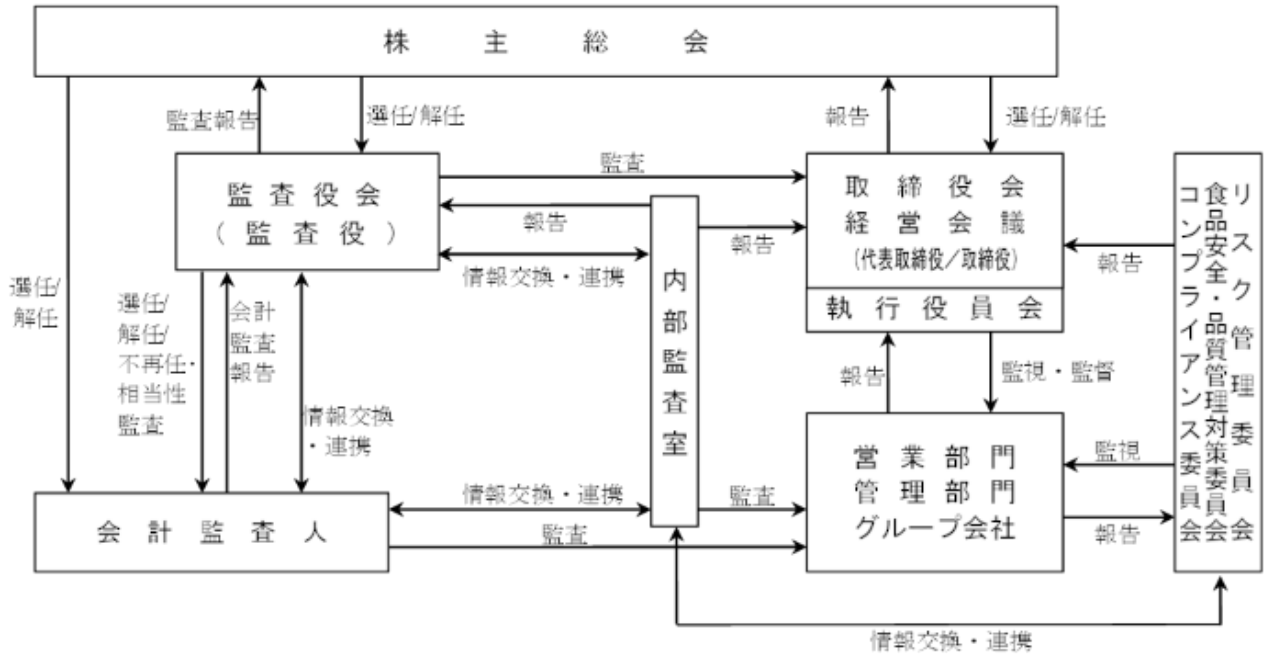 株主総会
監査報告
選任/解任
報告
選任/解任
監査役会
(監査役)
監査
報告
情報交換・連携
内部監査室
報告
取締役会
経営会議
(代表取締役/取締役)
執行役員会
報告
リスク管理委員会
食品安全・品質管理対策委員会
コンプライアンス委員会
選任/
解任
選任/
解任/
不再任・
相当性
監査
会計
監査
報告
情報交換
・連携
報告
監視・監督
営業部門
管理部門
グループ会社
監視
報告
会計監査人
情報交換・連携
監査
監査
情報交換・連携